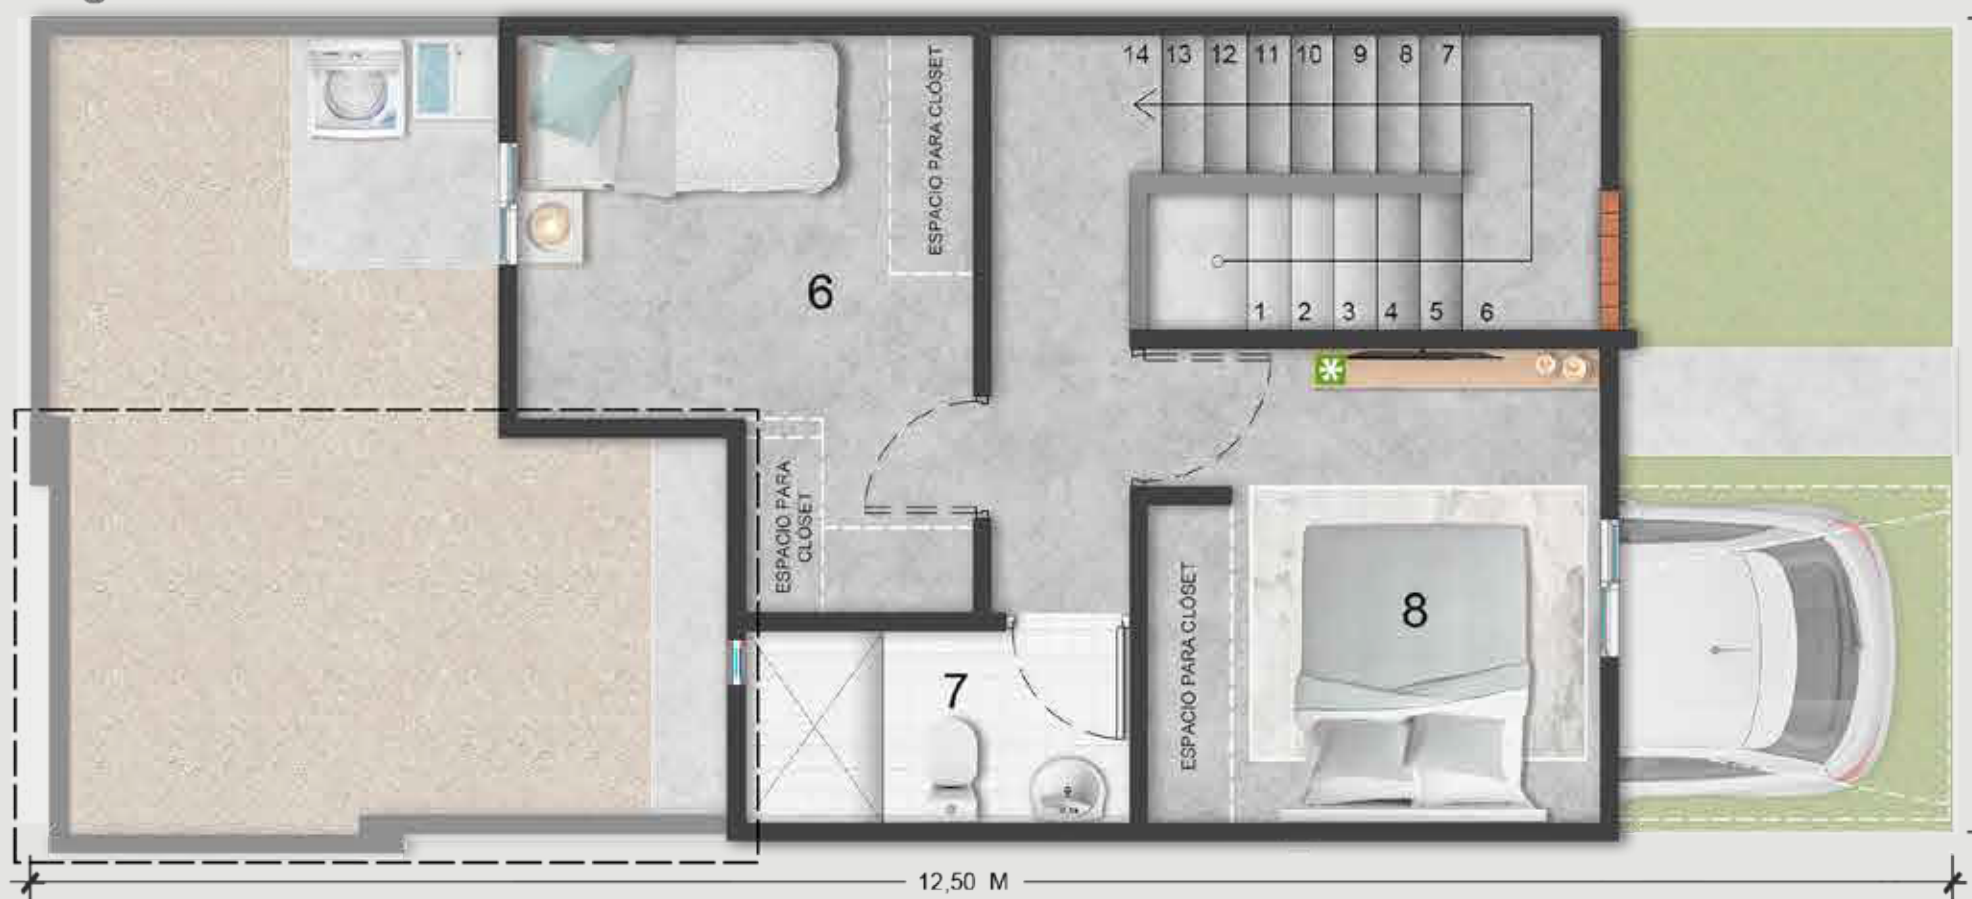 14 13 12 11 10 9 8 7
ESPACIO PARA CLÓSET
6
1 2 3 4 5 6
ESPACIO PARA
CLÓSET
ESPACIO PARA CLÓSET
8
7
12,50 M